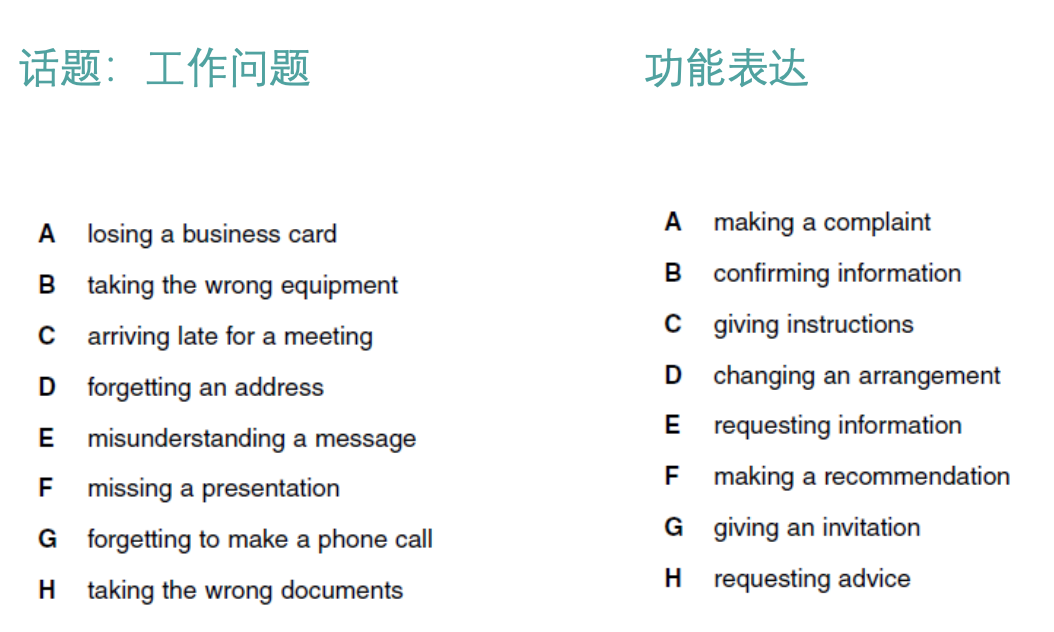 话题：工作问题
A losing a business card
B taking the wrong equipment
C arriving late for a meeting
D forgetting an address
E misunderstanding a message
F missing a presentation
G forgetting to make a phone call
H taking the wrong documents
功能表达
A making a complaint
B confirming information
C giving instructions
D changing an arrangement
E requesting information
F making a recommendation
G giving an invitation
H requesting advice